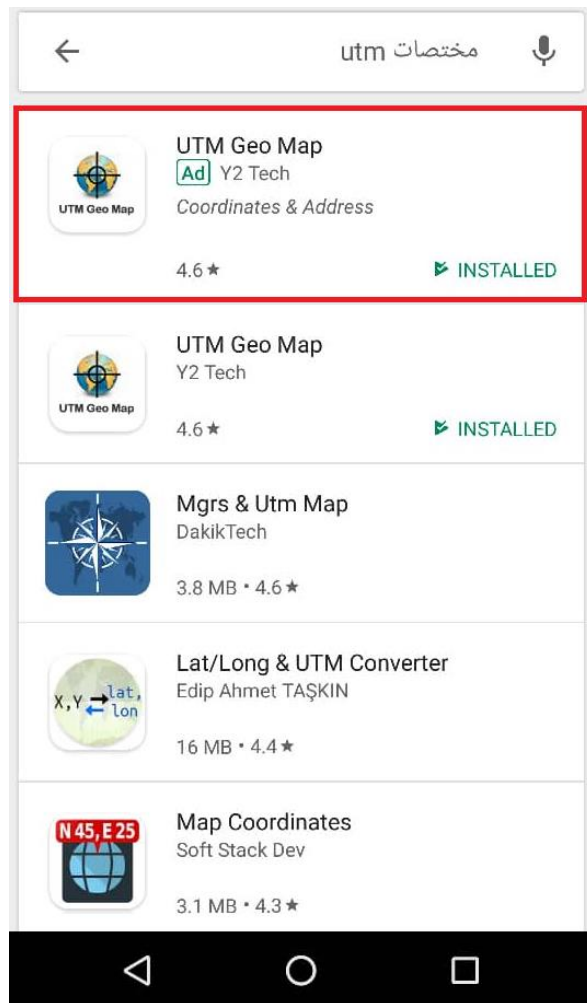 مختصات utm
UTM Geo Map
Ad Y2 Tech
Coordinates & Address
UTM Geo Map
4.6★ INSTALLED
UTM Geo Map
Y2 Tech
UTM Geo Map
4.6★ INSTALLED
Mgrs & Utm Map
DakikTech
3.8 MB • 4.6★
Lat/Long & UTM Converter
Edip Ahmet TAŞKIN
X,Y lat,
lon
16 MB • 4.4★
N 45, E 25
Map Coordinates
Soft Stack Dev
3.1 MB • 4.3★